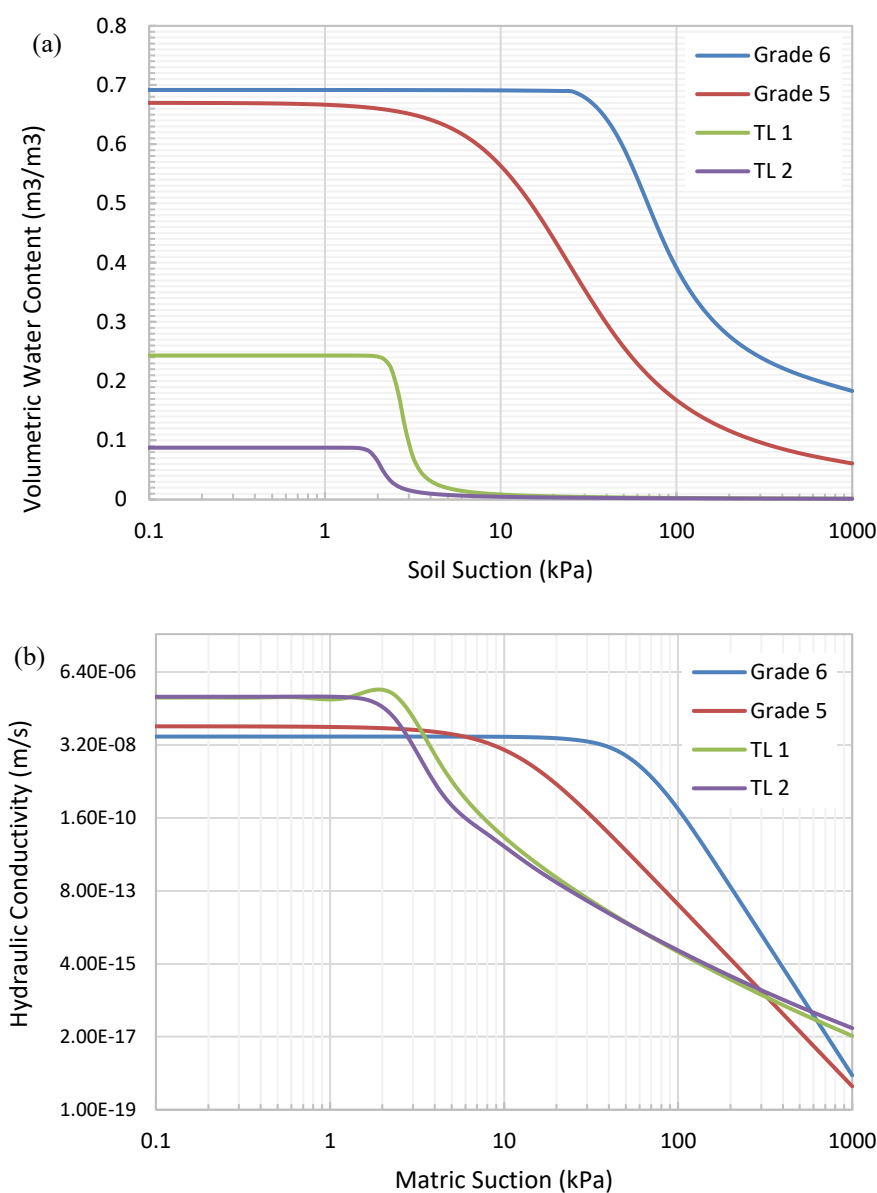 (a)
0.8
0.7
0.6
0.5
0.4
0.3
0.2
0.1
0
Volumetric Water Content (m3/m3)
Grade 6
Grade 5
TL 1
TL 2
0.1 1 10 100 1000
Soil Suction (kPa)
(b)
6.40E-06
3.20E-08
1.60E-10
8.00E-13
4.00E-15
2.00E-17
1.00E-19
Hydraulic Conductivity (m/s)
Grade 6
Grade 5
TL 1
TL 2
0.1 1 10 100 1000
Matric Suction (kPa)